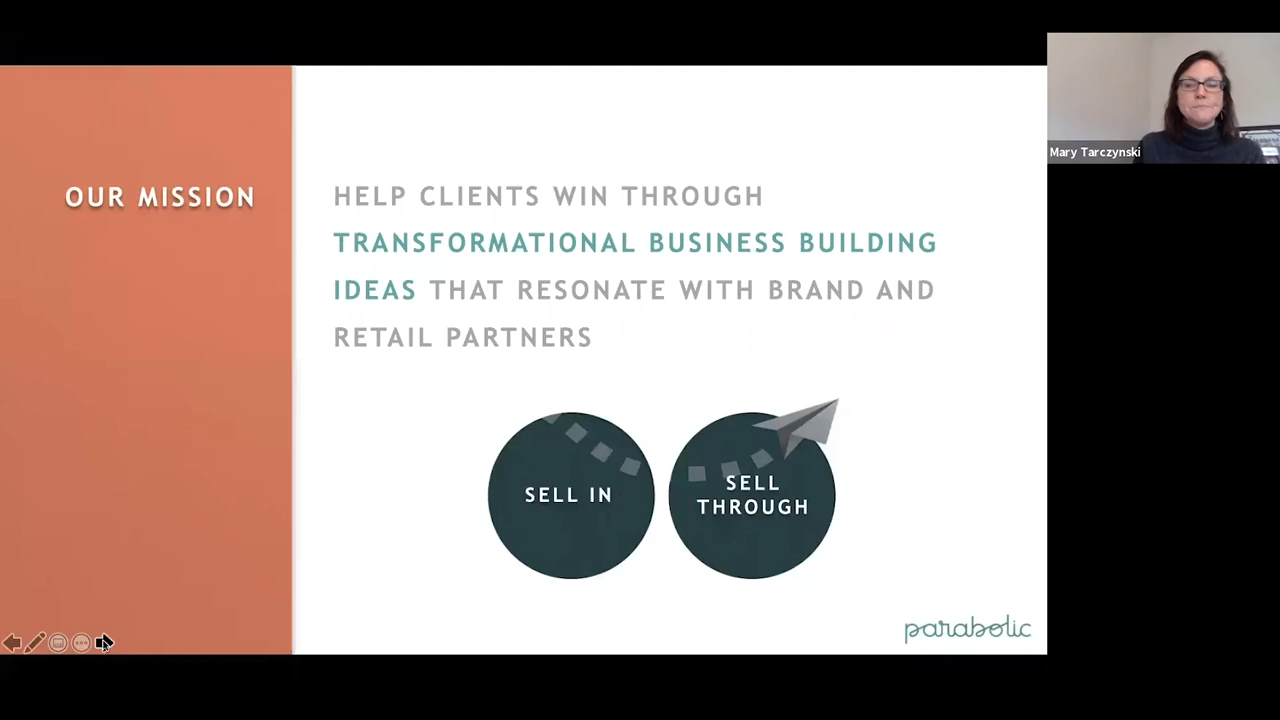 OUR MISSION
HELP CLIENTS WIN THROUGH
TRANSFORMATIONAL BUSINESS BUILDING
IDEAS THAT RESONATE WITH BRAND AND
RETAIL PARTNERS
SELL IN
SELL
THROUGH
parabolic
Mary Tarczynski